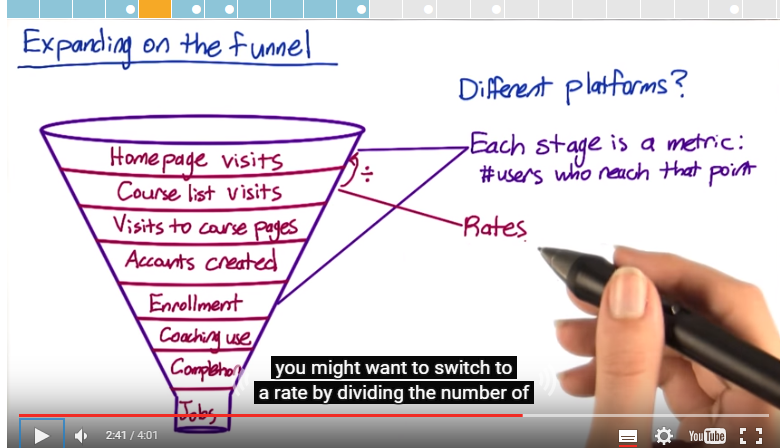 Expanding on the funnel
Different platforms?
Homepage visits
Course list visits
Visits to course pages
Accounts created
Enrollment
Coaching use
Completion
Jobs
÷
Each stage is a metric:
#users who reach that point
Rates
you might want to switch to
a rate by dividing the number of
2:41 / 4:01
YouTube